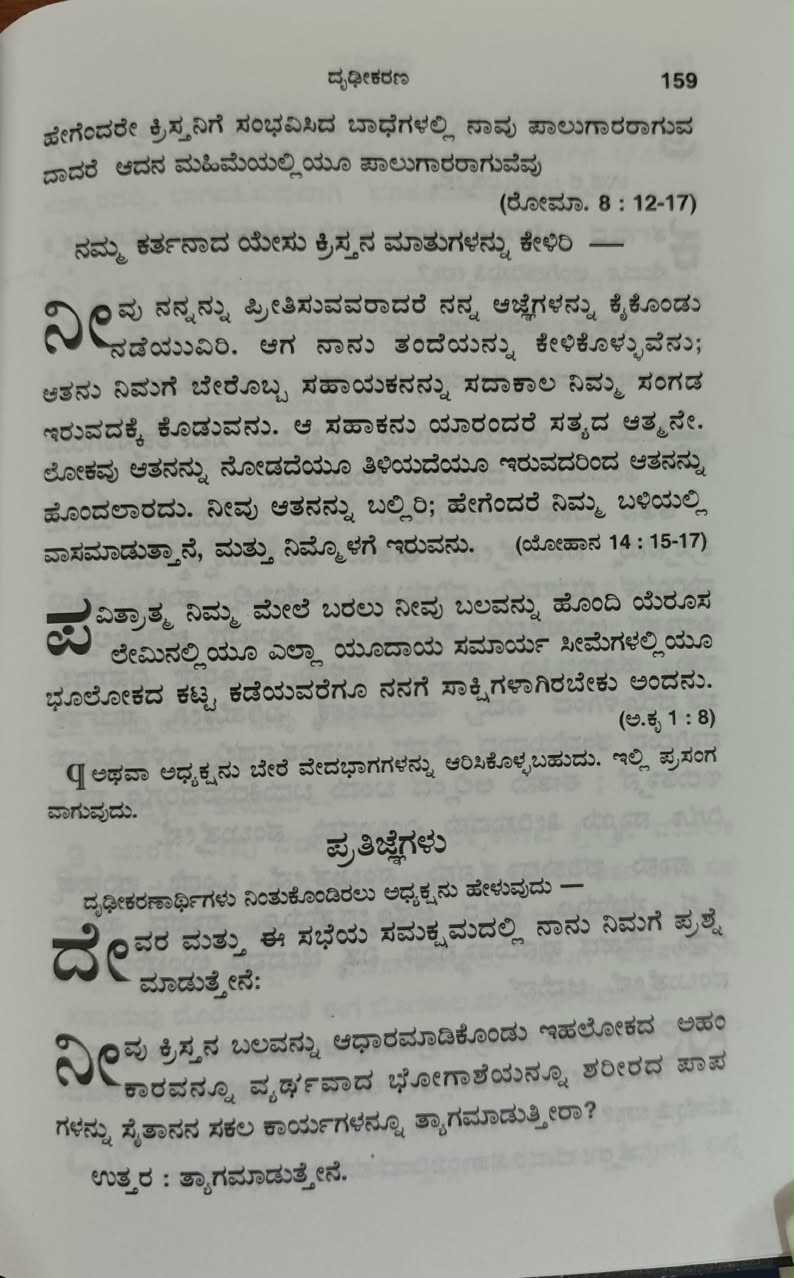 ದೃಢೀಕರಣ 159
ಹೇಗೆಂದರೇ ಕ್ರಿಸ್ತನಿಗೆ ಸಂಭವಿಸಿದ ಬಾಧೆಗಳಲ್ಲಿ ನಾವು ಪಾಲುಗಾರರಾಗುವ
ದಾದರೆ ಆದನ ಮಹಿಮೆಯಲ್ಲಿಯೂ ಪಾಲುಗಾರರಾಗುವೆವು
(ರೋಮಾ. 8 : 12-17)
ನಮ್ಮ ಕರ್ತನಾದ ಯೇಸು ಕ್ರಿಸ್ತನ ಮಾತುಗಳನ್ನು ಕೇಳಿರಿ —
ನೀವು ನನ್ನನ್ನು ಪ್ರೀತಿಸುವವರಾದರೆ ನನ್ನ ಆಜ್ಞೆಗಳನ್ನು ಕೈಕೊಂಡು
ನಡೆಯುುವಿರಿ. ಆಗ ನಾನು ತಂದೆಯನ್ನು ಕೇಳಿಕೊಳ್ಳುವೆನು;
ಆತನು ನಿಮಗೆ ಬೇರೊಬ್ಬ ಸಹಾಯಕನನ್ನು ಸದಾಕಾಲ ನಿಮ್ಮ ಸಂಗಡ
ಇರುವದಕ್ಕೆ ಕೊಡುವನು. ಆ ಸಹಾಕನು ಯಾರಂದರೆ ಸತ್ಯದ ಆತ್ಮನೇ.
ಲೋಕವು ಆತನನ್ನು ನೋಡದೆಯೂ ತಿಳಿಯದೆಯೂ ಇರುವದರಿಂದ ಆತನನ್ನು
ಹೊಂದಲಾರದು. ನೀವು ಆತನನ್ನು ಬಲ್ಲಿರಿ; ಹೇಗೆಂದರೆ ನಿಮ್ಮ ಬಳಿಯಲ್ಲಿ
ವಾಸಮಾಡುತ್ತಾನೆ, ಮತ್ತು ನಿಮ್ಮೊಳಗೆ ಇರುವನು. (ಯೋಹಾನ 14 : 15-17)
ಪವಿತ್ರಾತ್ಮ ನಿಮ್ಮ ಮೇಲೆ ಬರಲು ನೀವು ಬಲವನ್ನು ಹೊಂದಿ ಯೆರೂಸ
ಲೇಮಿನಲ್ಲಿಯೂ ಎಲ್ಲಾ ಯೂದಾಯ ಸಮಾರ್ಯ ಸೀಮೆಗಳಲ್ಲಿಯೂ
ಭೂಲೋಕದ ಕಟ್ಟ ಕಡೆಯವರೆಗೂ ನನಗೆ ಸಾಕ್ಷಿಗಳಾಗಿರಬೇಕು ಅಂದನು.
(ಅ.ಕೃ 1 : 8)
¶ ಅಥವಾ ಅಧ್ಯಕ್ಷನು ಬೇರೆ ವೇದಭಾಗಗಳನ್ನು ಆರಿಸಿಕೊಳ್ಳಬಹುದು. ಇಲ್ಲಿ ಪ್ರಸಂಗ
ವಾಗುವುದು.
ಪ್ರತಿಜ್ಞೆಗಳು
ದೃಢೀಕರಣಾರ್ಥಿಗಳು ನಿಂತುಕೊಂಡಿರಲು ಅಧ್ಯಕ್ಷನು ಹೇಳುವುದು —
ದೇವರ ಮತ್ತು ಈ ಸಭೆಯ ಸಮಕ್ಷಮದಲ್ಲಿ ನಾನು ನಿಮಗೆ ಪ್ರಶ್ನೆ
ಮಾಡುತ್ತೇನೆ:
ನೀವು ಕ್ರಿಸ್ತನ ಬಲವನ್ನು ಆಧಾರಮಾಡಿಕೊಂಡು ಇಹಲೋಕದ ಅಹಂ
ಕಾರವನ್ನೂ ವ್ಯರ್ಥವಾದ ಭೋಗಾಶೆಯನ್ನೂ ಶರೀರದ ಪಾಪ
ಗಳನ್ನು ಸೈತಾನನ ಸಕಲ ಕಾರ್ಯಗಳನ್ನೂ ತ್ಯಾಗಮಾಡುತ್ತೀರಾ?
ಉತ್ತರ : ತ್ಯಾಗಮಾಡುತ್ತೇನೆ.